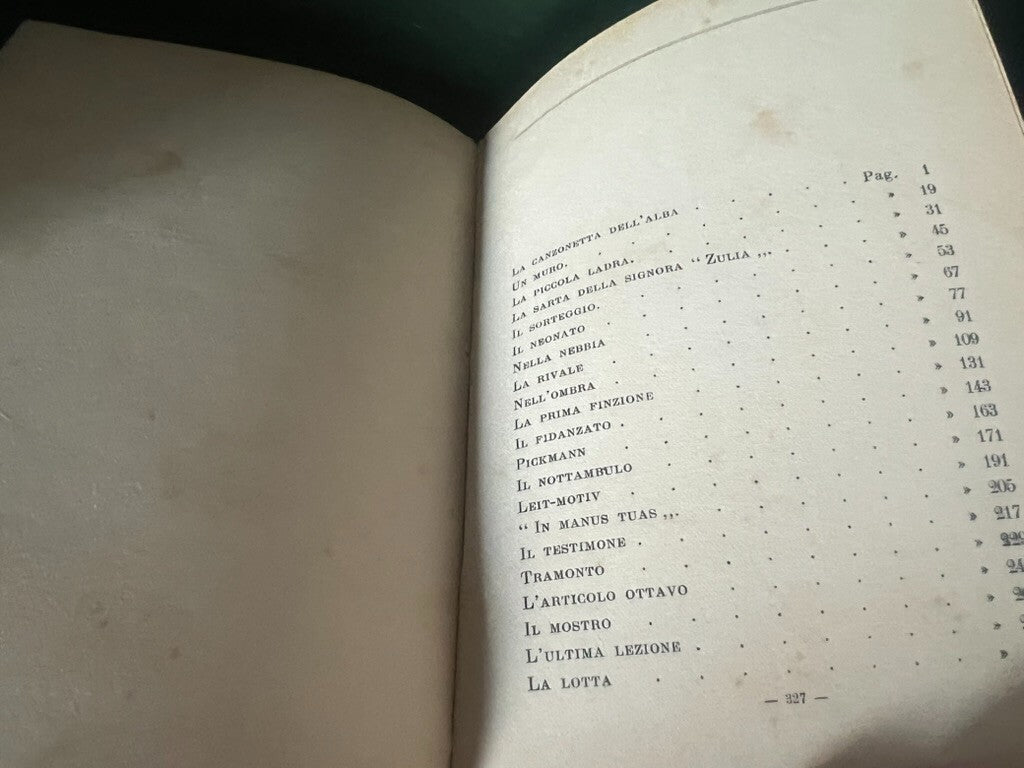 LA CANZONETTA DELL'ALBA . . . . Pag. 1
UN MURO. . . . . . . » 19
LA PICCOLA LADRA. . . . . . » 31
LA SARTA DELLA SIGNORA “ ZULIA „. . . . » 45
IL SORTEGGIO. . . . . . . » 53
IL NEONATO . . . . . . . » 67
NELLA NEBBIA . . . . . . . » 77
LA RIVALE . . . . . . . » 91
NELL'OMBRA . . . . . . . » 109
LA PRIMA FINZIONE . . . . . . » 131
IL FIDANZATO . . . . . . . » 143
PICKMANN . . . . . . . » 163
IL NOTTAMBULO . . . . . . » 171
LEIT-MOTIV . . . . . . . » 191
“ IN MANUS TUAS „. . . . . . » 205
IL TESTIMONE . . . . . . . » 217
TRAMONTO . . . . . . . »
L'ARTICOLO OTTAVO . . . . . . »
IL MOSTRO . . . . . . . »
L'ULTIMA LEZIONE . . . . . . »
LA LOTTA . . . . . . . »
— 327 —